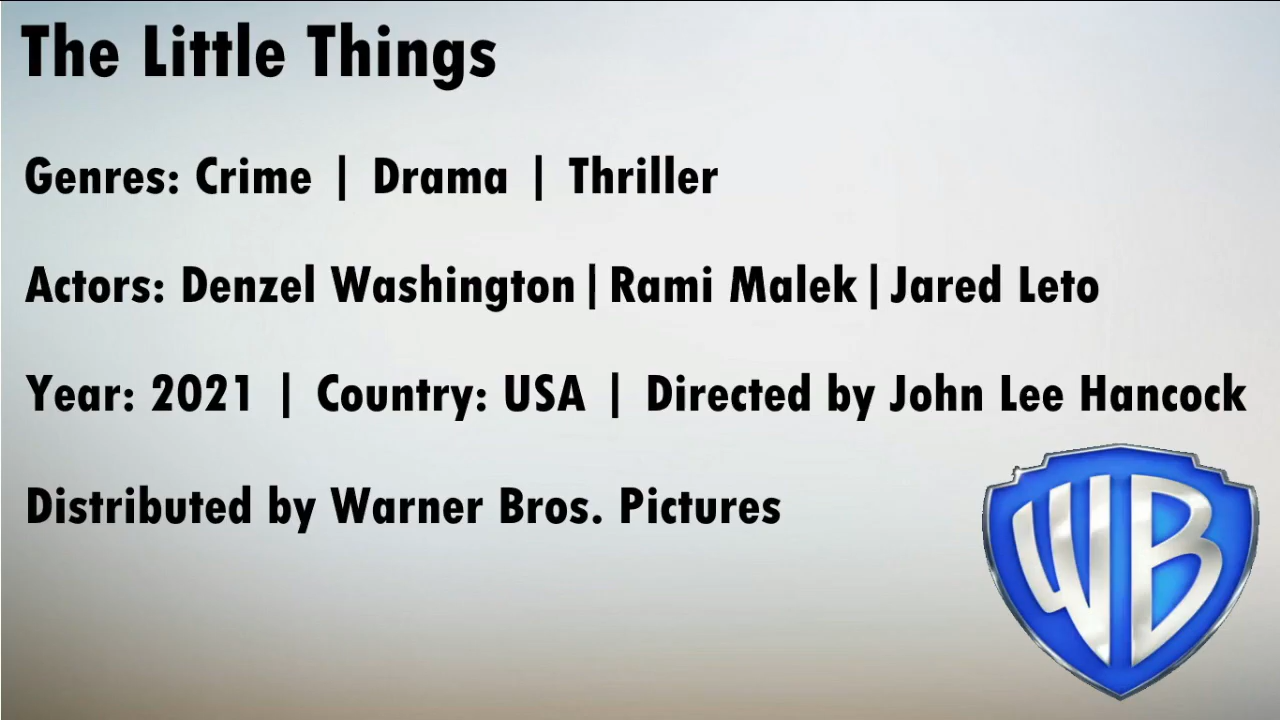 The Little Things
Genres: Crime | Drama | Thriller
Actors: Denzel Washington|Rami Malek|Jared Leto
Year: 2021 | Country: USA | Directed by John Lee Hancock
Distributed by Warner Bros. Pictures
WB